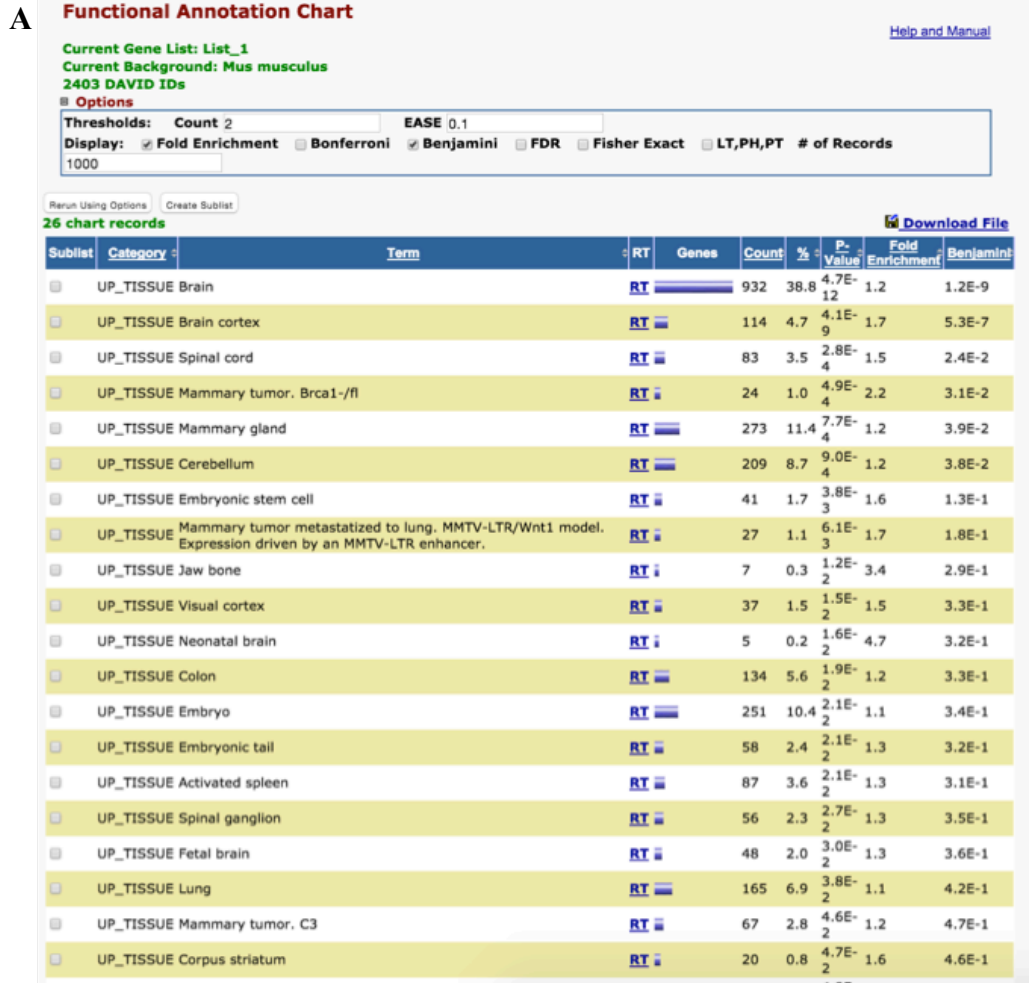 A
Functional Annotation Chart
Help and Manual
Current Gene List: List_1
Current Background: Mus musculus
2403 DAVID IDs
Options
Thresholds: Count 2 EASE 0.1
Display: Fold Enrichment Bonferroni Benjamini FDR Fisher Exact LT,PH,PT # of Records
1000
Rerun Using Options Create Sublist
26 chart records Download File
Sublist Category Term RT Genes Count % P-Value Fold Enrichment Benjamini
UP_TISSUE Brain RT 932 38.8 4.7E-12 1.2 1.2E-9
UP_TISSUE Brain cortex RT 114 4.7 4.1E-9 1.7 5.3E-7
UP_TISSUE Spinal cord RT 83 3.5 2.8E-4 1.5 2.4E-2
UP_TISSUE Mammary tumor. Brca1-/fl RT 24 1.0 4.9E-4 2.2 3.1E-2
UP_TISSUE Mammary gland RT 273 11.4 7.7E-4 1.2 3.9E-2
UP_TISSUE Cerebellum RT 209 8.7 9.0E-4 1.2 3.8E-2
UP_TISSUE Embryonic stem cell RT 41 1.7 3.8E-3 1.6 1.3E-1
UP_TISSUE Mammary tumor metastatized to lung. MMTV-LTR/Wnt1 model.
Expression driven by an MMTV-LTR enhancer. RT 27 1.1 6.1E-3 1.7 1.8E-1
UP_TISSUE Jaw bone RT 7 0.3 1.2E-2 3.4 2.9E-1
UP_TISSUE Visual cortex RT 37 1.5 1.5E-2 1.5 3.3E-1
UP_TISSUE Neonatal brain RT 5 0.2 1.6E-2 4.7 3.2E-1
UP_TISSUE Colon RT 134 5.6 1.9E-2 1.2 3.3E-1
UP_TISSUE Embryo RT 251 10.4 2.1E-2 1.1 3.4E-1
UP_TISSUE Embryonic tail RT 58 2.4 2.1E-2 1.3 3.2E-1
UP_TISSUE Activated spleen RT 87 3.6 2.1E-2 1.3 3.1E-1
UP_TISSUE Spinal ganglion RT 56 2.3 2.7E-2 1.3 3.5E-1
UP_TISSUE Fetal brain RT 48 2.0 3.0E-2 1.3 3.6E-1
UP_TISSUE Lung RT 165 6.9 3.8E-2 1.1 4.2E-1
UP_TISSUE Mammary tumor. C3 RT 67 2.8 4.6E-2 1.2 4.7E-1
UP_TISSUE Corpus striatum RT 20 0.8 4.7E-2 1.6 4.6E-1